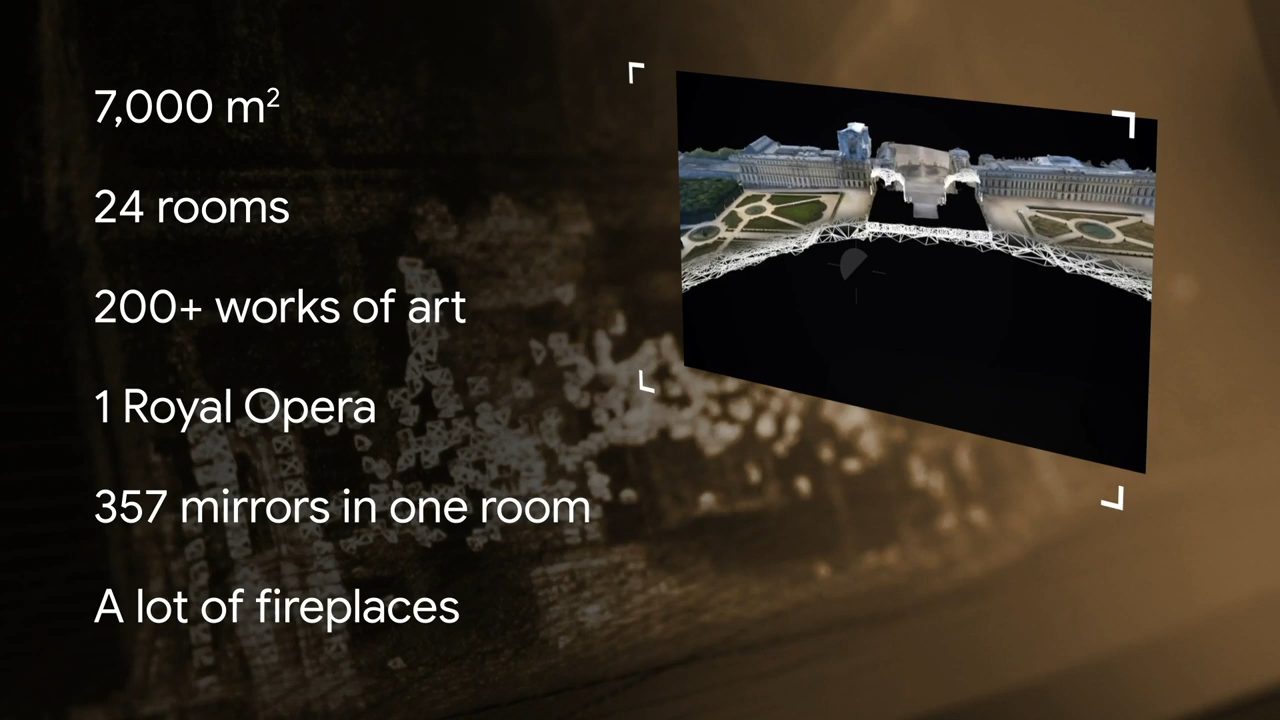 7,000 m²
24 rooms
200+ works of art
1 Royal Opera
357 mirrors in one room
A lot of fireplaces